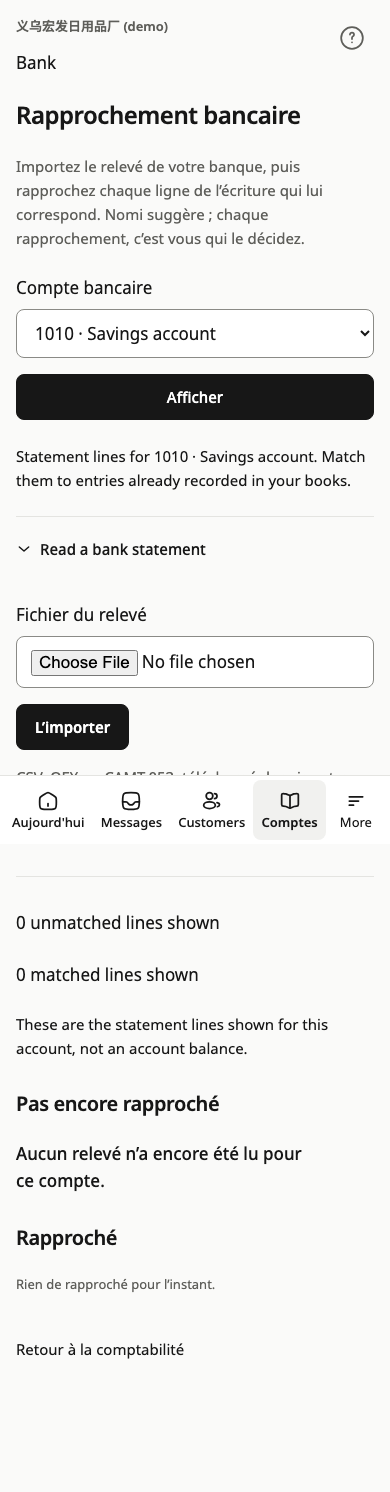 义乌宏发日用品厂 (demo)
Bank
Rapprochement bancaire
Importez le relevé de votre banque, puis
rapprochez chaque ligne de l’écriture qui lui
correspond. Nomi suggère ; chaque
rapprochement, c’est vous qui le décidez.
Compte bancaire
1010 · Savings account
Afficher
Statement lines for 1010 · Savings account. Match
them to entries already recorded in your books.
Read a bank statement
Fichier du relevé
Choose File No file chosen
L’importer
Aujourd'hui Messages Customers Comptes More
0 unmatched lines shown
0 matched lines shown
These are the statement lines shown for this
account, not an account balance.
Pas encore rapproché
Aucun relevé n’a encore été lu pour
ce compte.
Rapproché
Rien de rapproché pour l’instant.
Retour à la comptabilité